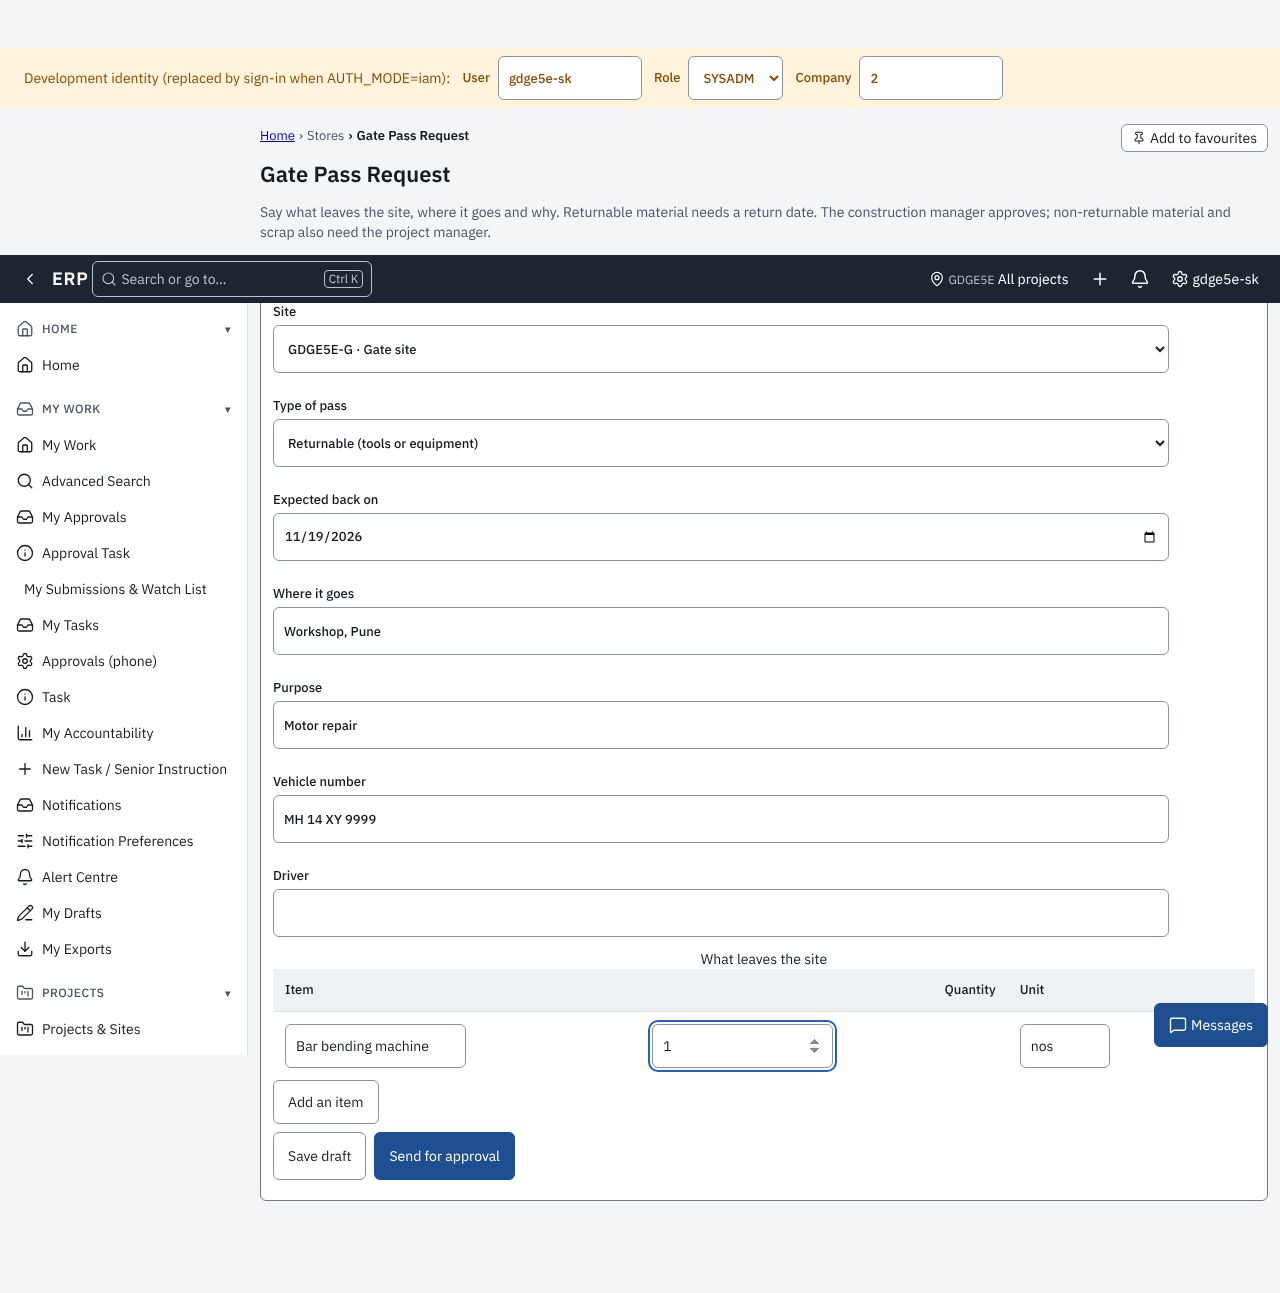 Development identity (replaced by sign-in when AUTH_MODE=iam): User gdge5e-sk Role SYSADM Company 2
Home › Stores › Gate Pass Request
Add to favourites
Gate Pass Request
Say what leaves the site, where it goes and why. Returnable material needs a return date. The construction manager approves; non-returnable material and
scrap also need the project manager.
ERP Search or go to... Ctrl K GDGE5E All projects gdge5e-sk
HOME
Home
MY WORK
My Work
Advanced Search
My Approvals
Approval Task
My Submissions & Watch List
My Tasks
Approvals (phone)
Task
My Accountability
New Task / Senior Instruction
Notifications
Notification Preferences
Alert Centre
My Drafts
My Exports
PROJECTS
Projects & Sites
Site
GDGE5E-G · Gate site
Type of pass
Returnable (tools or equipment)
Expected back on
11/19/2026
Where it goes
Workshop, Pune
Purpose
Motor repair
Vehicle number
MH 14 XY 9999
Driver
What leaves the site
Item Quantity Unit
Bar bending machine 1 nos
Messages
Add an item
Save draft Send for approval